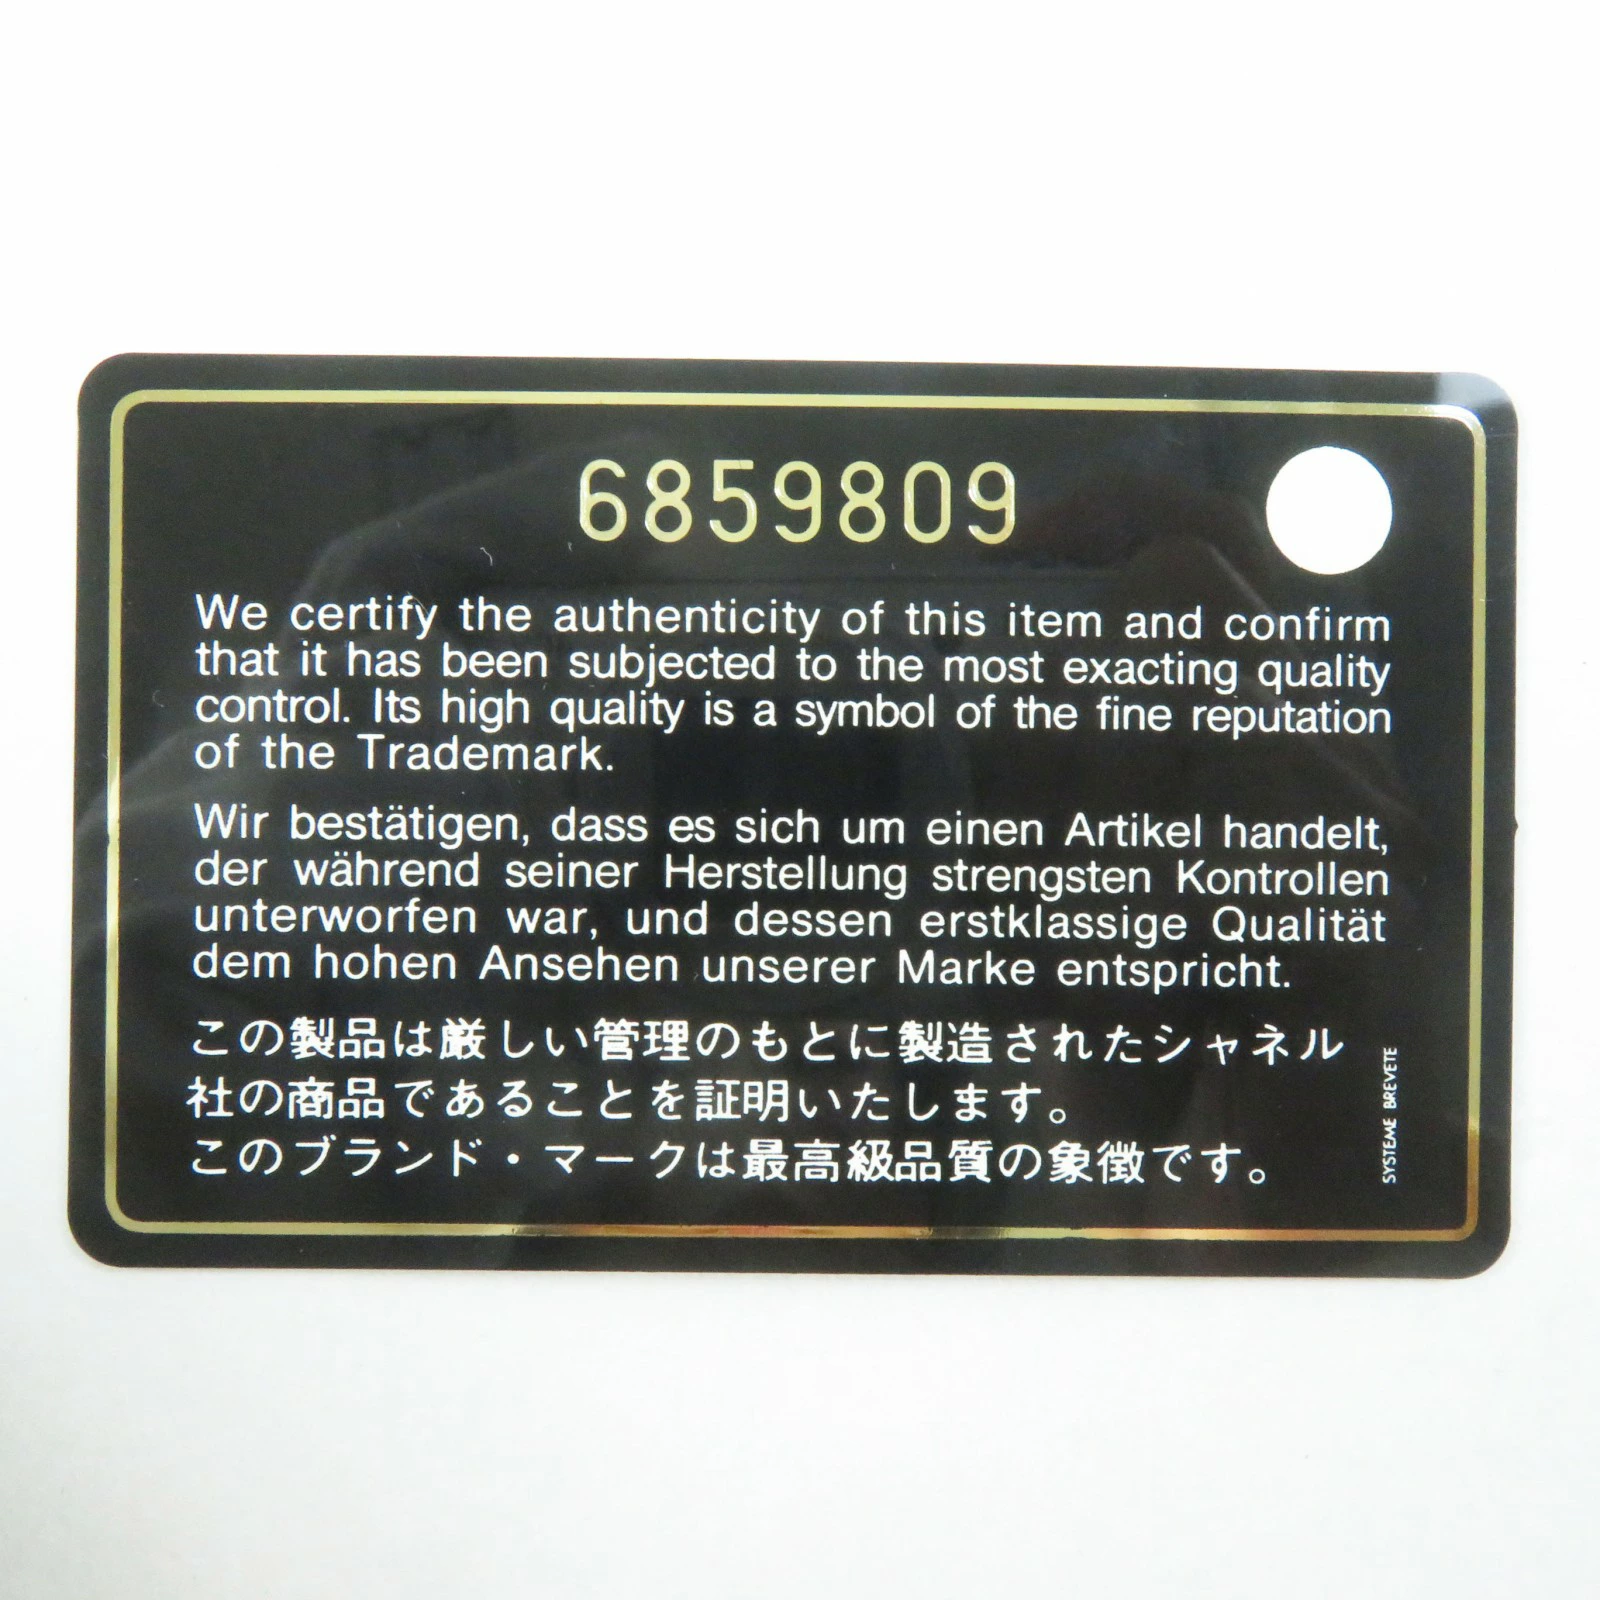 6859809
We certify the authenticity of this item and confirm
that it has been subjected to the most exacting quality
control. Its high quality is a symbol of the fine reputation
of the Trademark.
Wir bestätigen, dass es sich um einen Artikel handelt,
der während seiner Herstellung strengsten Kontrollen
unterworfen war, und dessen erstklassige Qualität
dem hohen Ansehen unserer Marke entspricht.
この製品は厳しい管理のもとに製造されたシャネル
社の商品であることを証明いたします。
このブランド・マークは最高級品質の象徴です。
SYSTEME BREVETE